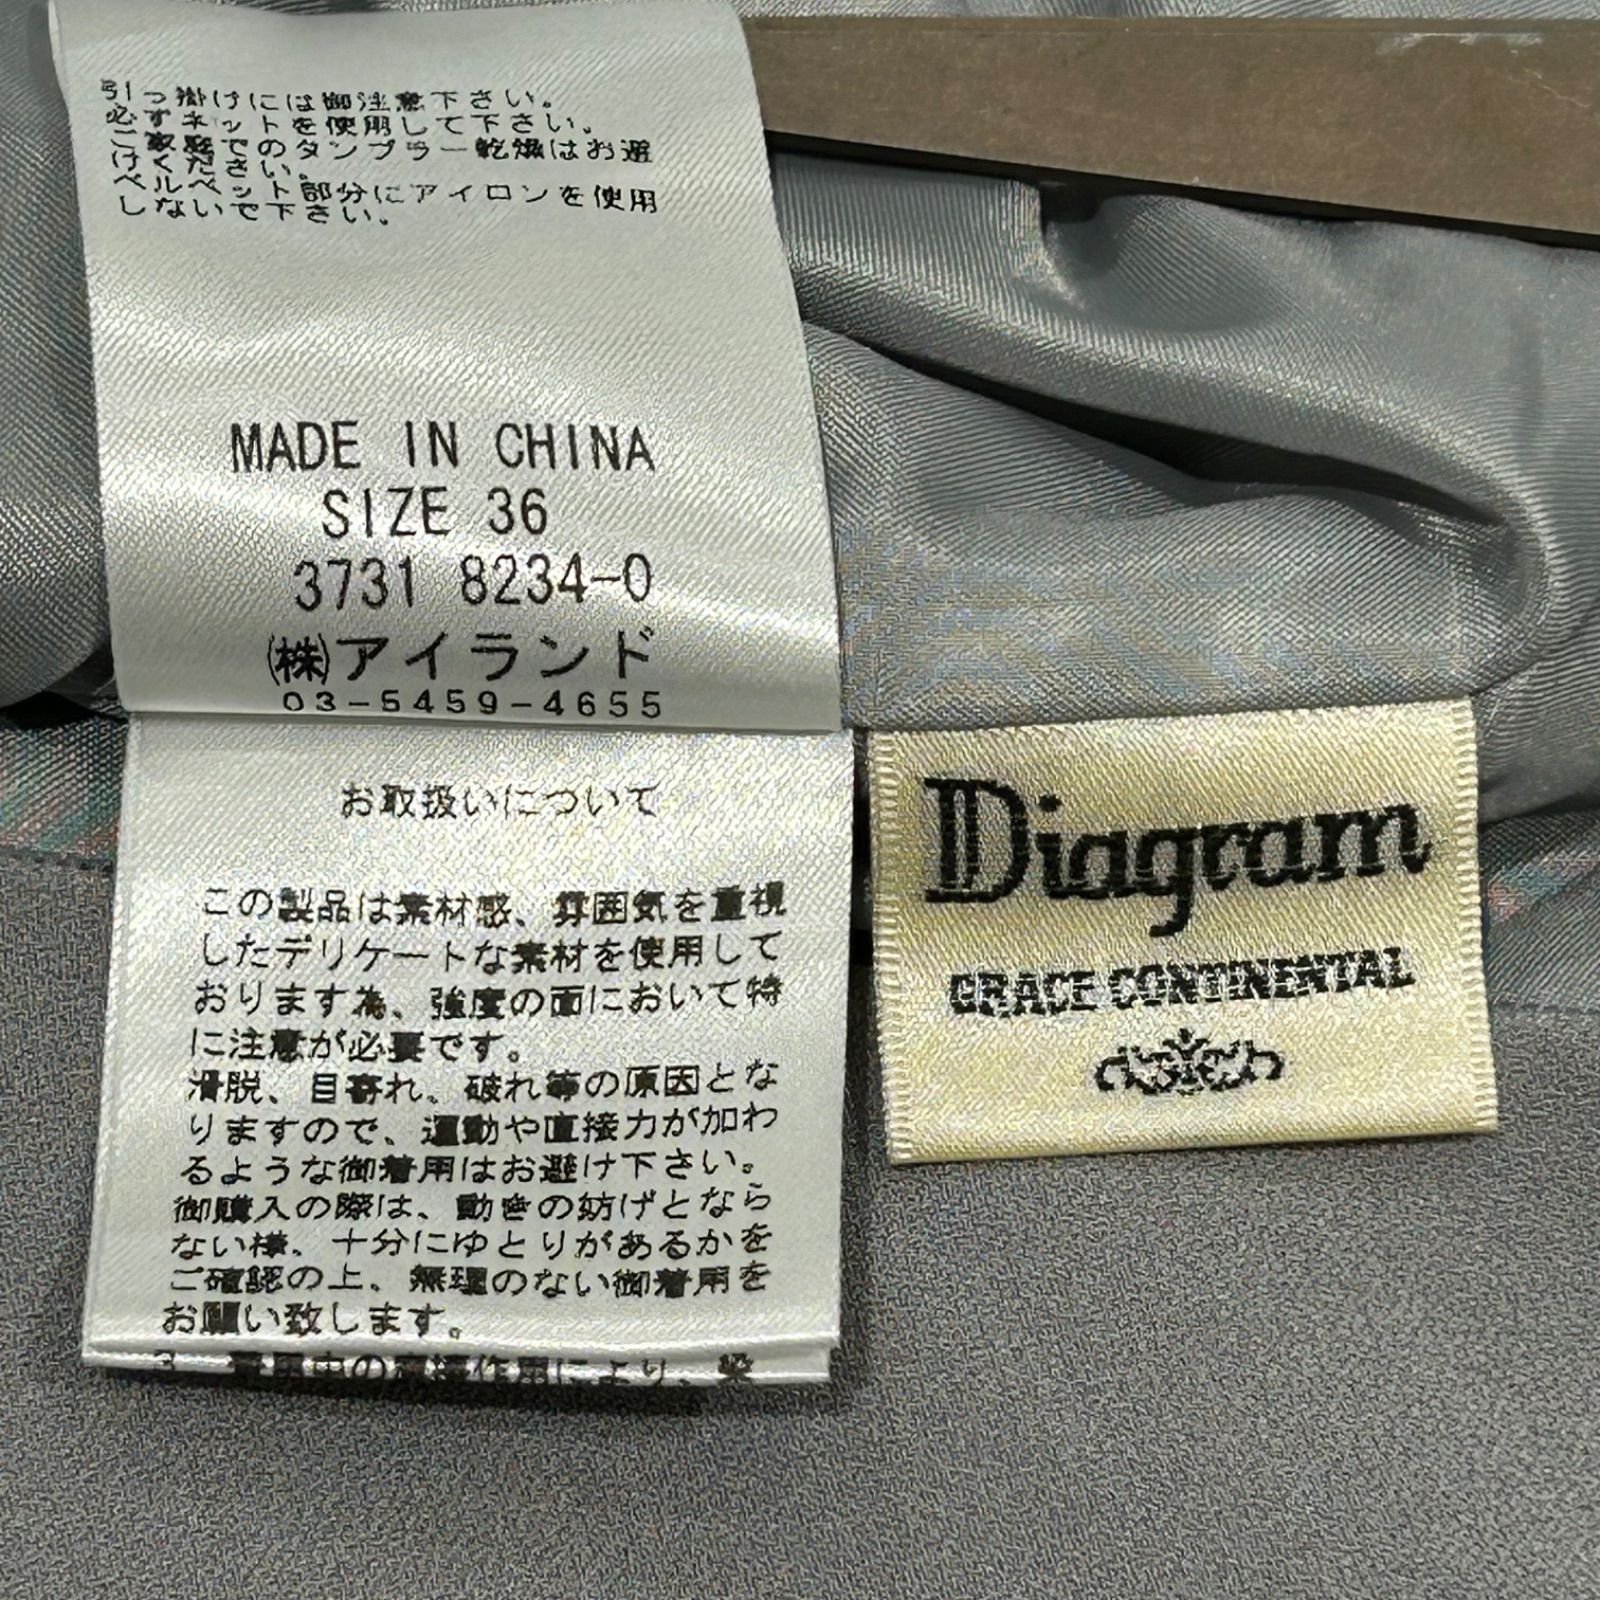 引っ掛けには御注意下さい。
必ずネットを使用して下さい。
ご家庭でのタンブラー乾燥はお避
けください。
ベルベット部分にアイロンを使用
しないで下さい。
MADE IN CHINA
SIZE 36
3731 8234-0
㈱アイランド
03-5459-4655
お取扱いについて
この製品は素材感、雰囲気を重視
したデリケートな素材を使用して
おります為、強度の面において特
に注意が必要です。
滑脱、目寄れ、破れ等の原因とな
りますので、運動や直接力が加わ
るような御着用はお避け下さい。
御購入の際は、動きの妨げとなら
ない様、十分にゆとりがあるかを
ご確認の上、無理のない御着用を
お願い致します。
Diagram
GRACE CONTINENTAL